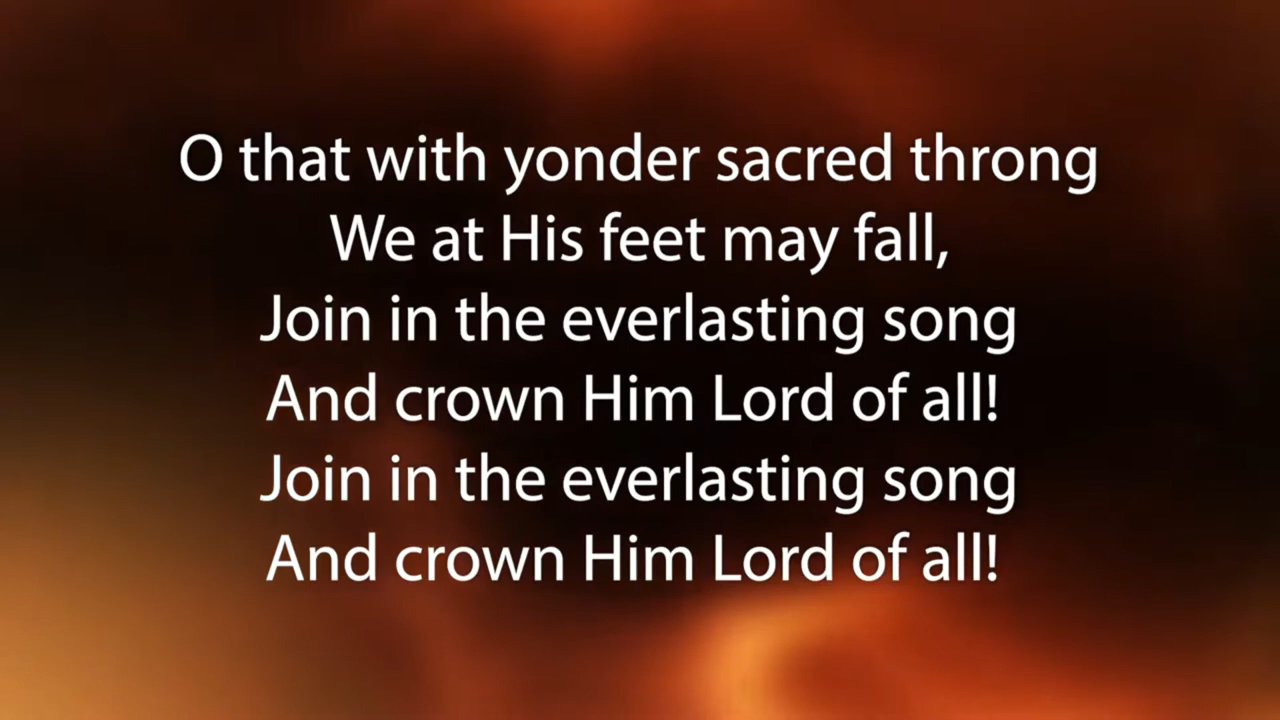 O that with yonder sacred throng
We at His feet may fall,
Join in the everlasting song
And crown Him Lord of all!
Join in the everlasting song
And crown Him Lord of all!